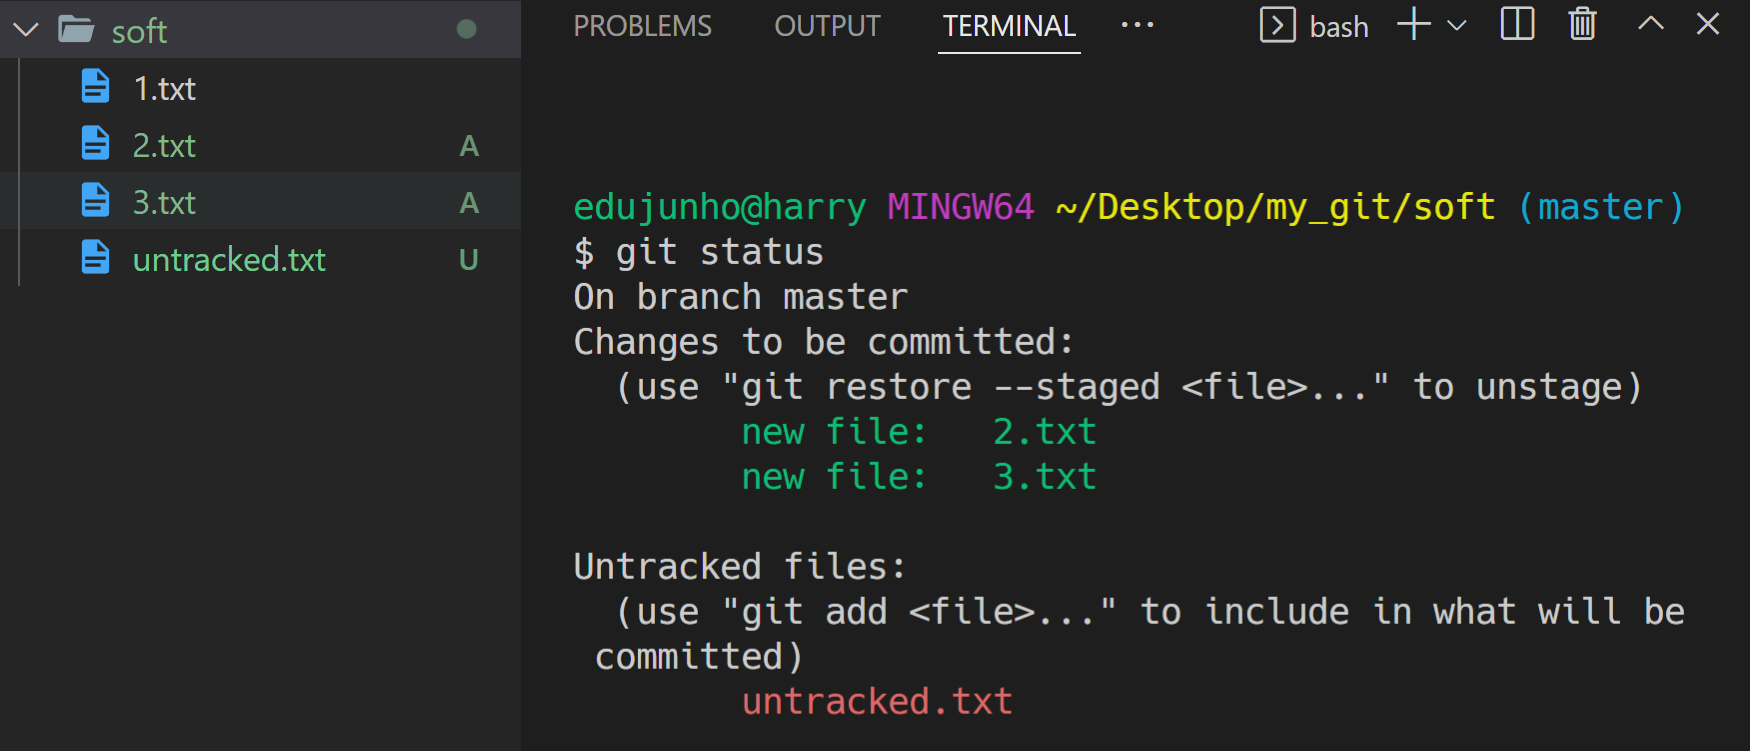 soft
1.txt
2.txt A
3.txt A
untracked.txt U
PROBLEMS OUTPUT TERMINAL ··· bash
edujunho@harry MINGW64 ~/Desktop/my_git/soft (master)
$ git status
On branch master
Changes to be committed:
  (use "git restore --staged <file>..." to unstage)
        new file:   2.txt
        new file:   3.txt
Untracked files:
  (use "git add <file>..." to include in what will be
 committed)
        untracked.txt